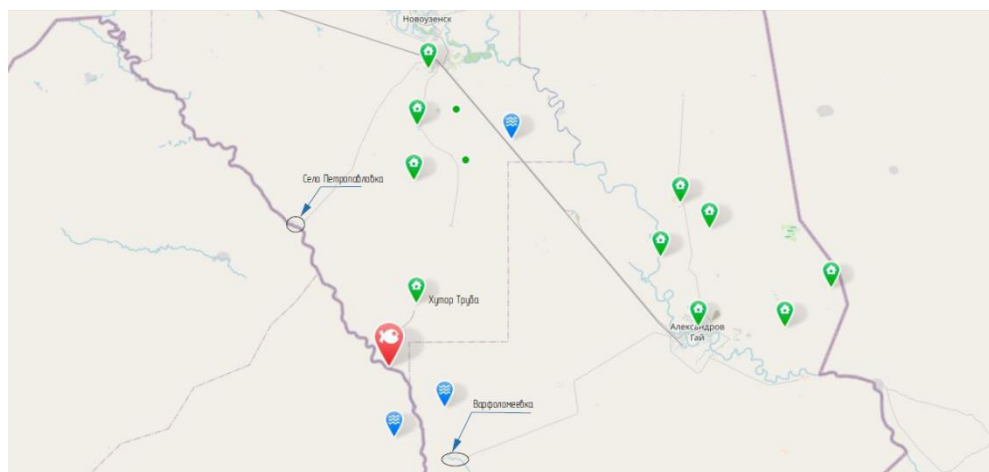 Новоузенск
Село Петропавловка
Хутор Труба
Александров
Гай
Варфоломеевка